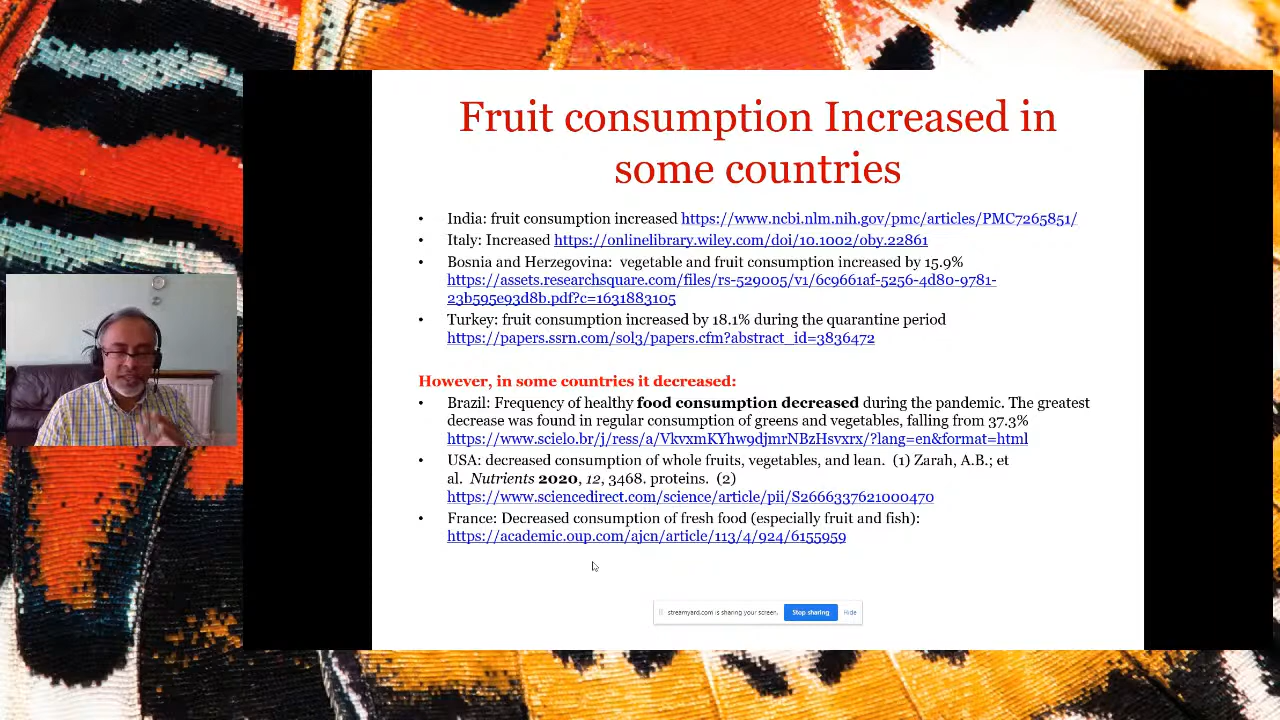 Fruit consumption Increased in
some countries
• India: fruit consumption increased https://www.ncbi.nlm.nih.gov/pmc/articles/PMC7265851/
• Italy: Increased https://onlinelibrary.wiley.com/doi/10.1002/oby.22861
• Bosnia and Herzegovina: vegetable and fruit consumption increased by 15.9%
https://assets.researchsquare.com/files/rs-529005/v1/6c9661af-5256-4d80-9781-
23b595e93d8b.pdf?c=1631883105
• Turkey: fruit consumption increased by 18.1% during the quarantine period
https://papers.ssrn.com/sol3/papers.cfm?abstract_id=3836472
However, in some countries it decreased:
• Brazil: Frequency of healthy food consumption decreased during the pandemic. The greatest
decrease was found in regular consumption of greens and vegetables, falling from 37.3%
https://www.scielo.br/j/ress/a/VkvxmKYhw9djmrNBzHsvxrx/?lang=en&format=html
• USA: decreased consumption of whole fruits, vegetables, and lean. (1) Zarah, A.B.; et
al. Nutrients 2020, 12, 3468. proteins. (2)
https://www.sciencedirect.com/science/article/pii/S2666337621000470
• France: Decreased consumption of fresh food (especially fruit and fish):
https://academic.oup.com/ajcn/article/113/4/924/6155959
streamyard.com is sharing your screen. Stop sharing Hide